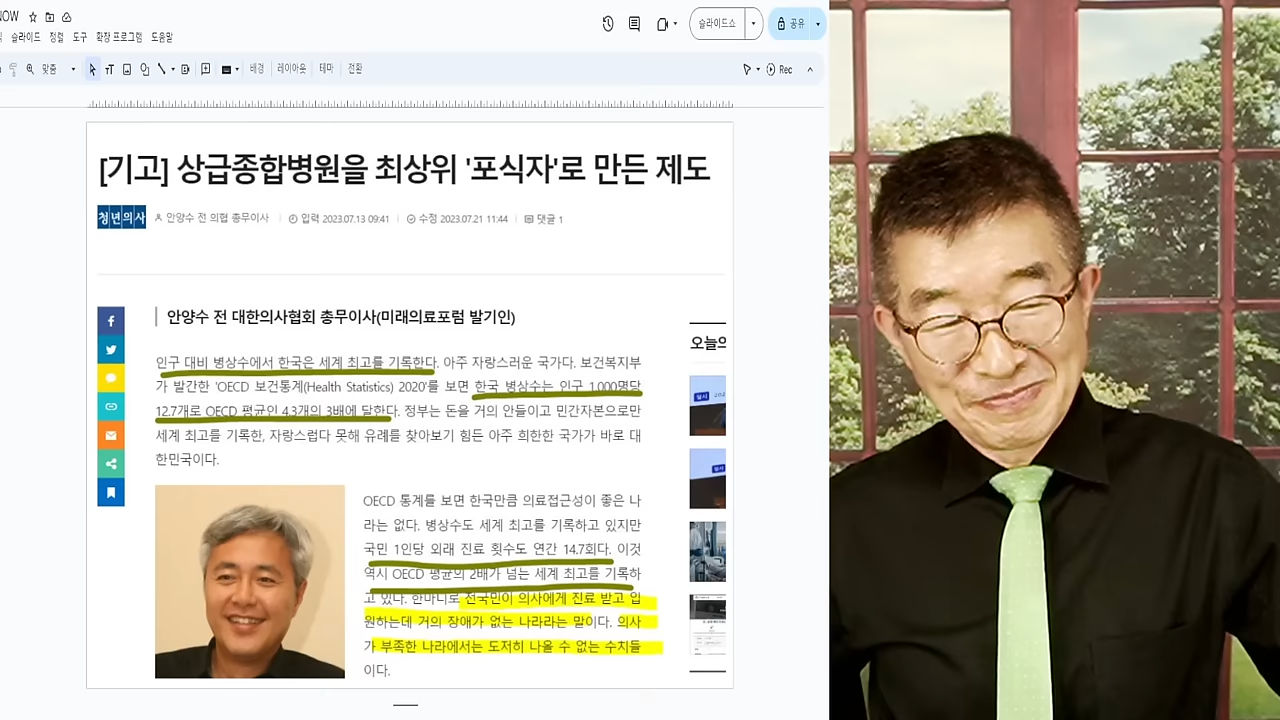 NOW
슬라이드쇼
공유
슬라이드 정렬 도구 확장 프로그램 도움말
맞춤
배경 레이아웃 테마 전환
Rec
[기고] 상급종합병원을 최상위 '포식자'로 만든 제도
청년의사 안양수 전 의협 총무이사 입력 2023.07.13 09:41 수정 2023.07.21 11:44 댓글 1
안양수 전 대한의사협회 총무이사(미래의료포럼 발기인)
오늘의
인구 대비 병상수에서 한국은 세계 최고를 기록한다. 아주 자랑스러운 국가다. 보건복지부
가 발간한 'OECD 보건통계(Health Statistics) 2020'를 보면 한국 병상수는 인구 1,000명당
12.7개로 OECD 평균인 4.3개의 3배에 달한다. 정부는 돈을 거의 안들이고 민간자본으로만
세계 최고를 기록한, 자랑스럽다 못해 유례를 찾아보기 힘든 아주 희한한 국가가 바로 대
한민국이다.
OECD 통계를 보면 한국만큼 의료접근성이 좋은 나
라는 없다. 병상수도 세계 최고를 기록하고 있지만
국민 1인당 외래 진료 횟수도 연간 14.7회다. 이것
역시 OECD 평균의 2배가 넘는 세계 최고를 기록하
고 있다. 한마디로 전국민이 의사에게 진료 받고 입
원하는데 거의 장애가 없는 나라라는 말이다. 의사
가 부족한 나라에서는 도저히 나올 수 없는 수치들
이다.